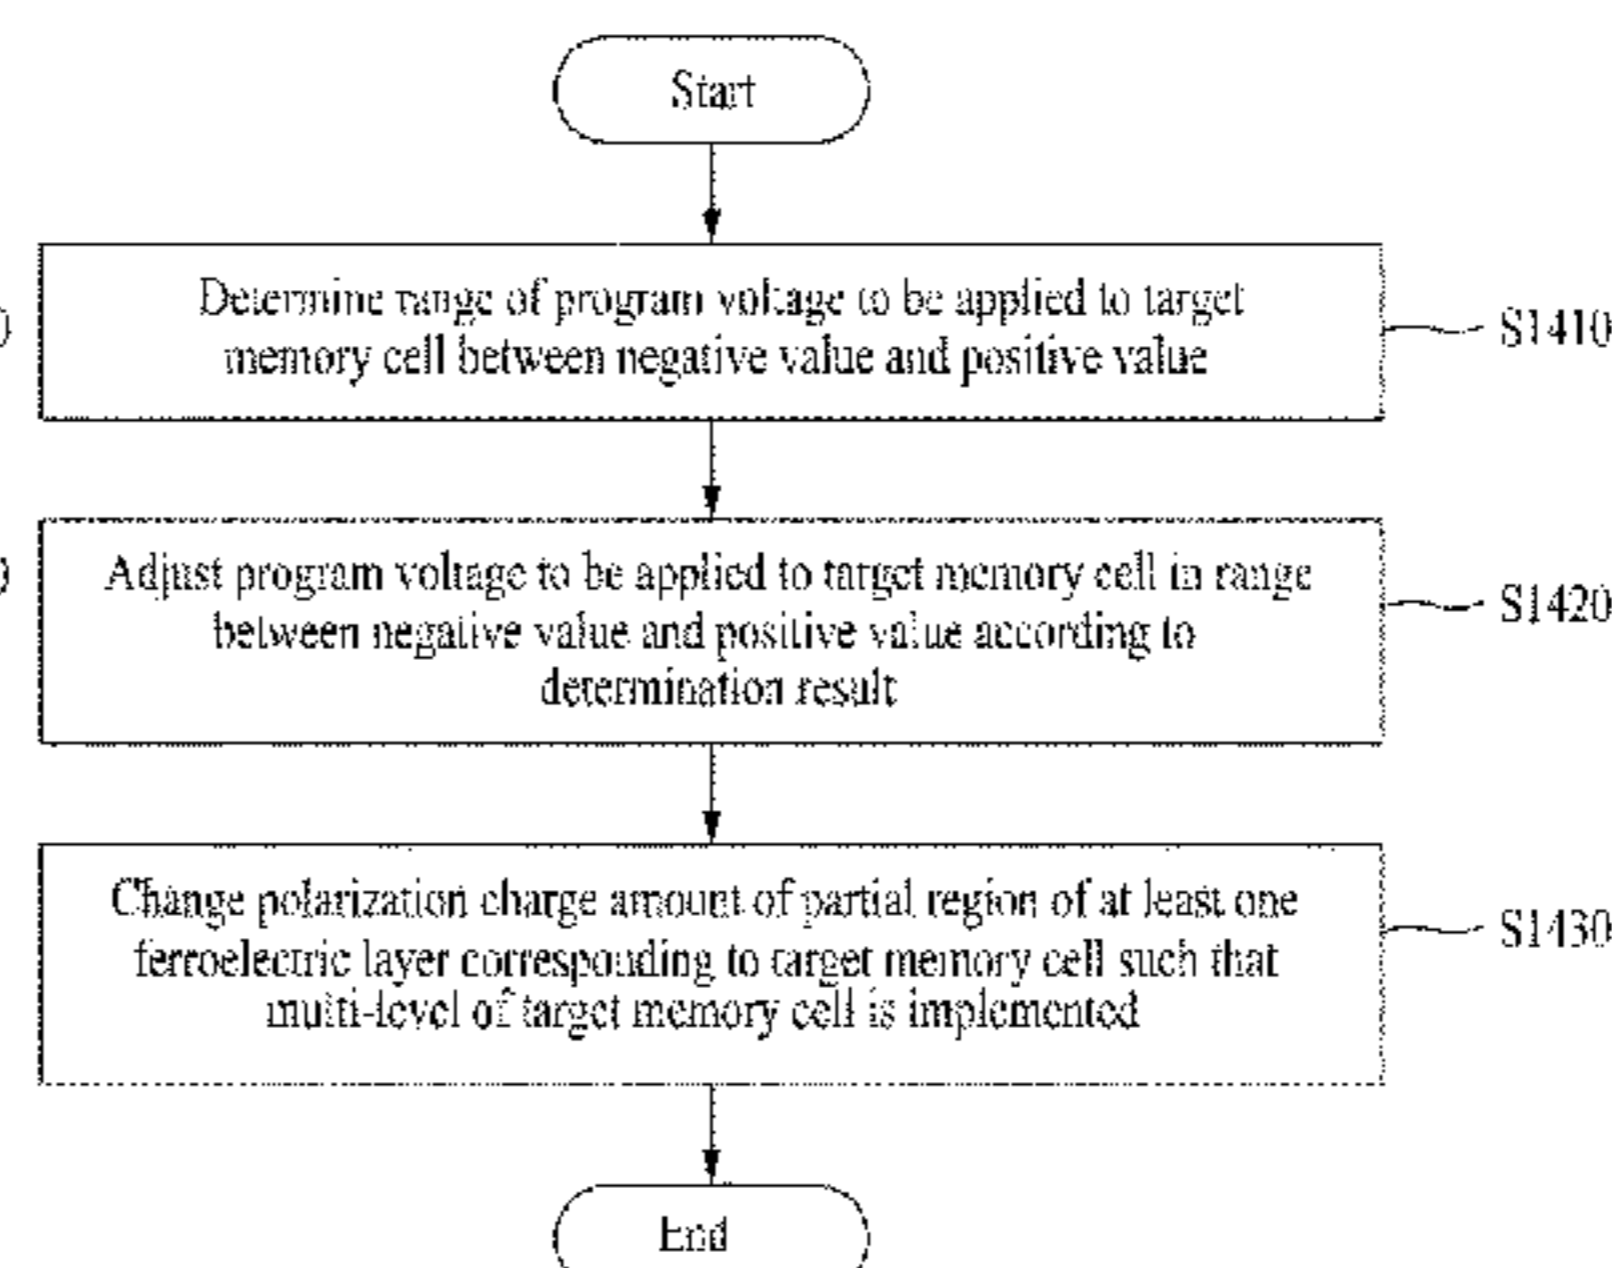 Start
Determine range of program voltage to be applied to target
memory cell between negative value and positive value
S1410
Adjust program voltage to be applied to target memory cell in range
between negative value and positive value according to
determination result
S1420
Change polarization charge amount of partial region of at least one
ferroelectric layer corresponding to target memory cell such that
multi-level of target memory cell is implemented
S1430
End